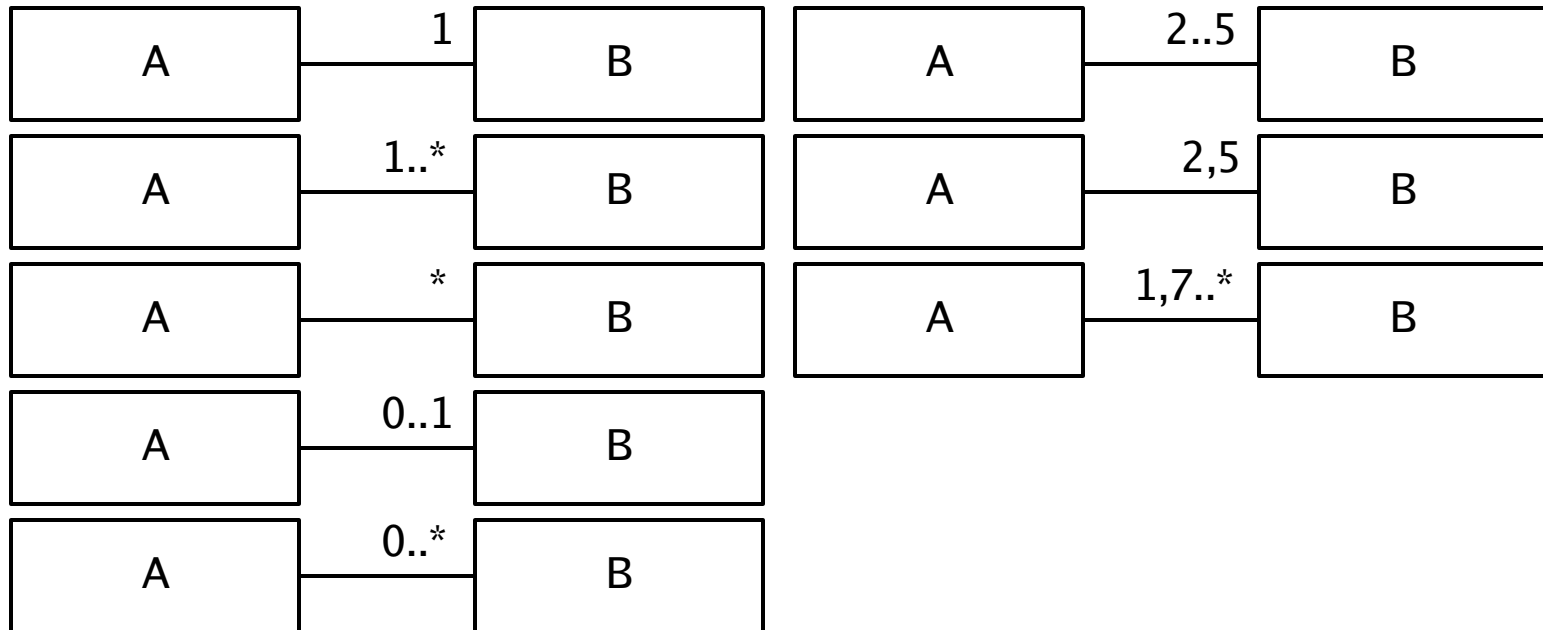 A 1 B
A 1..* B
A * B
A 0..1 B
A 0..* B
A 2..5 B
A 2,5 B
A 1,7..* B